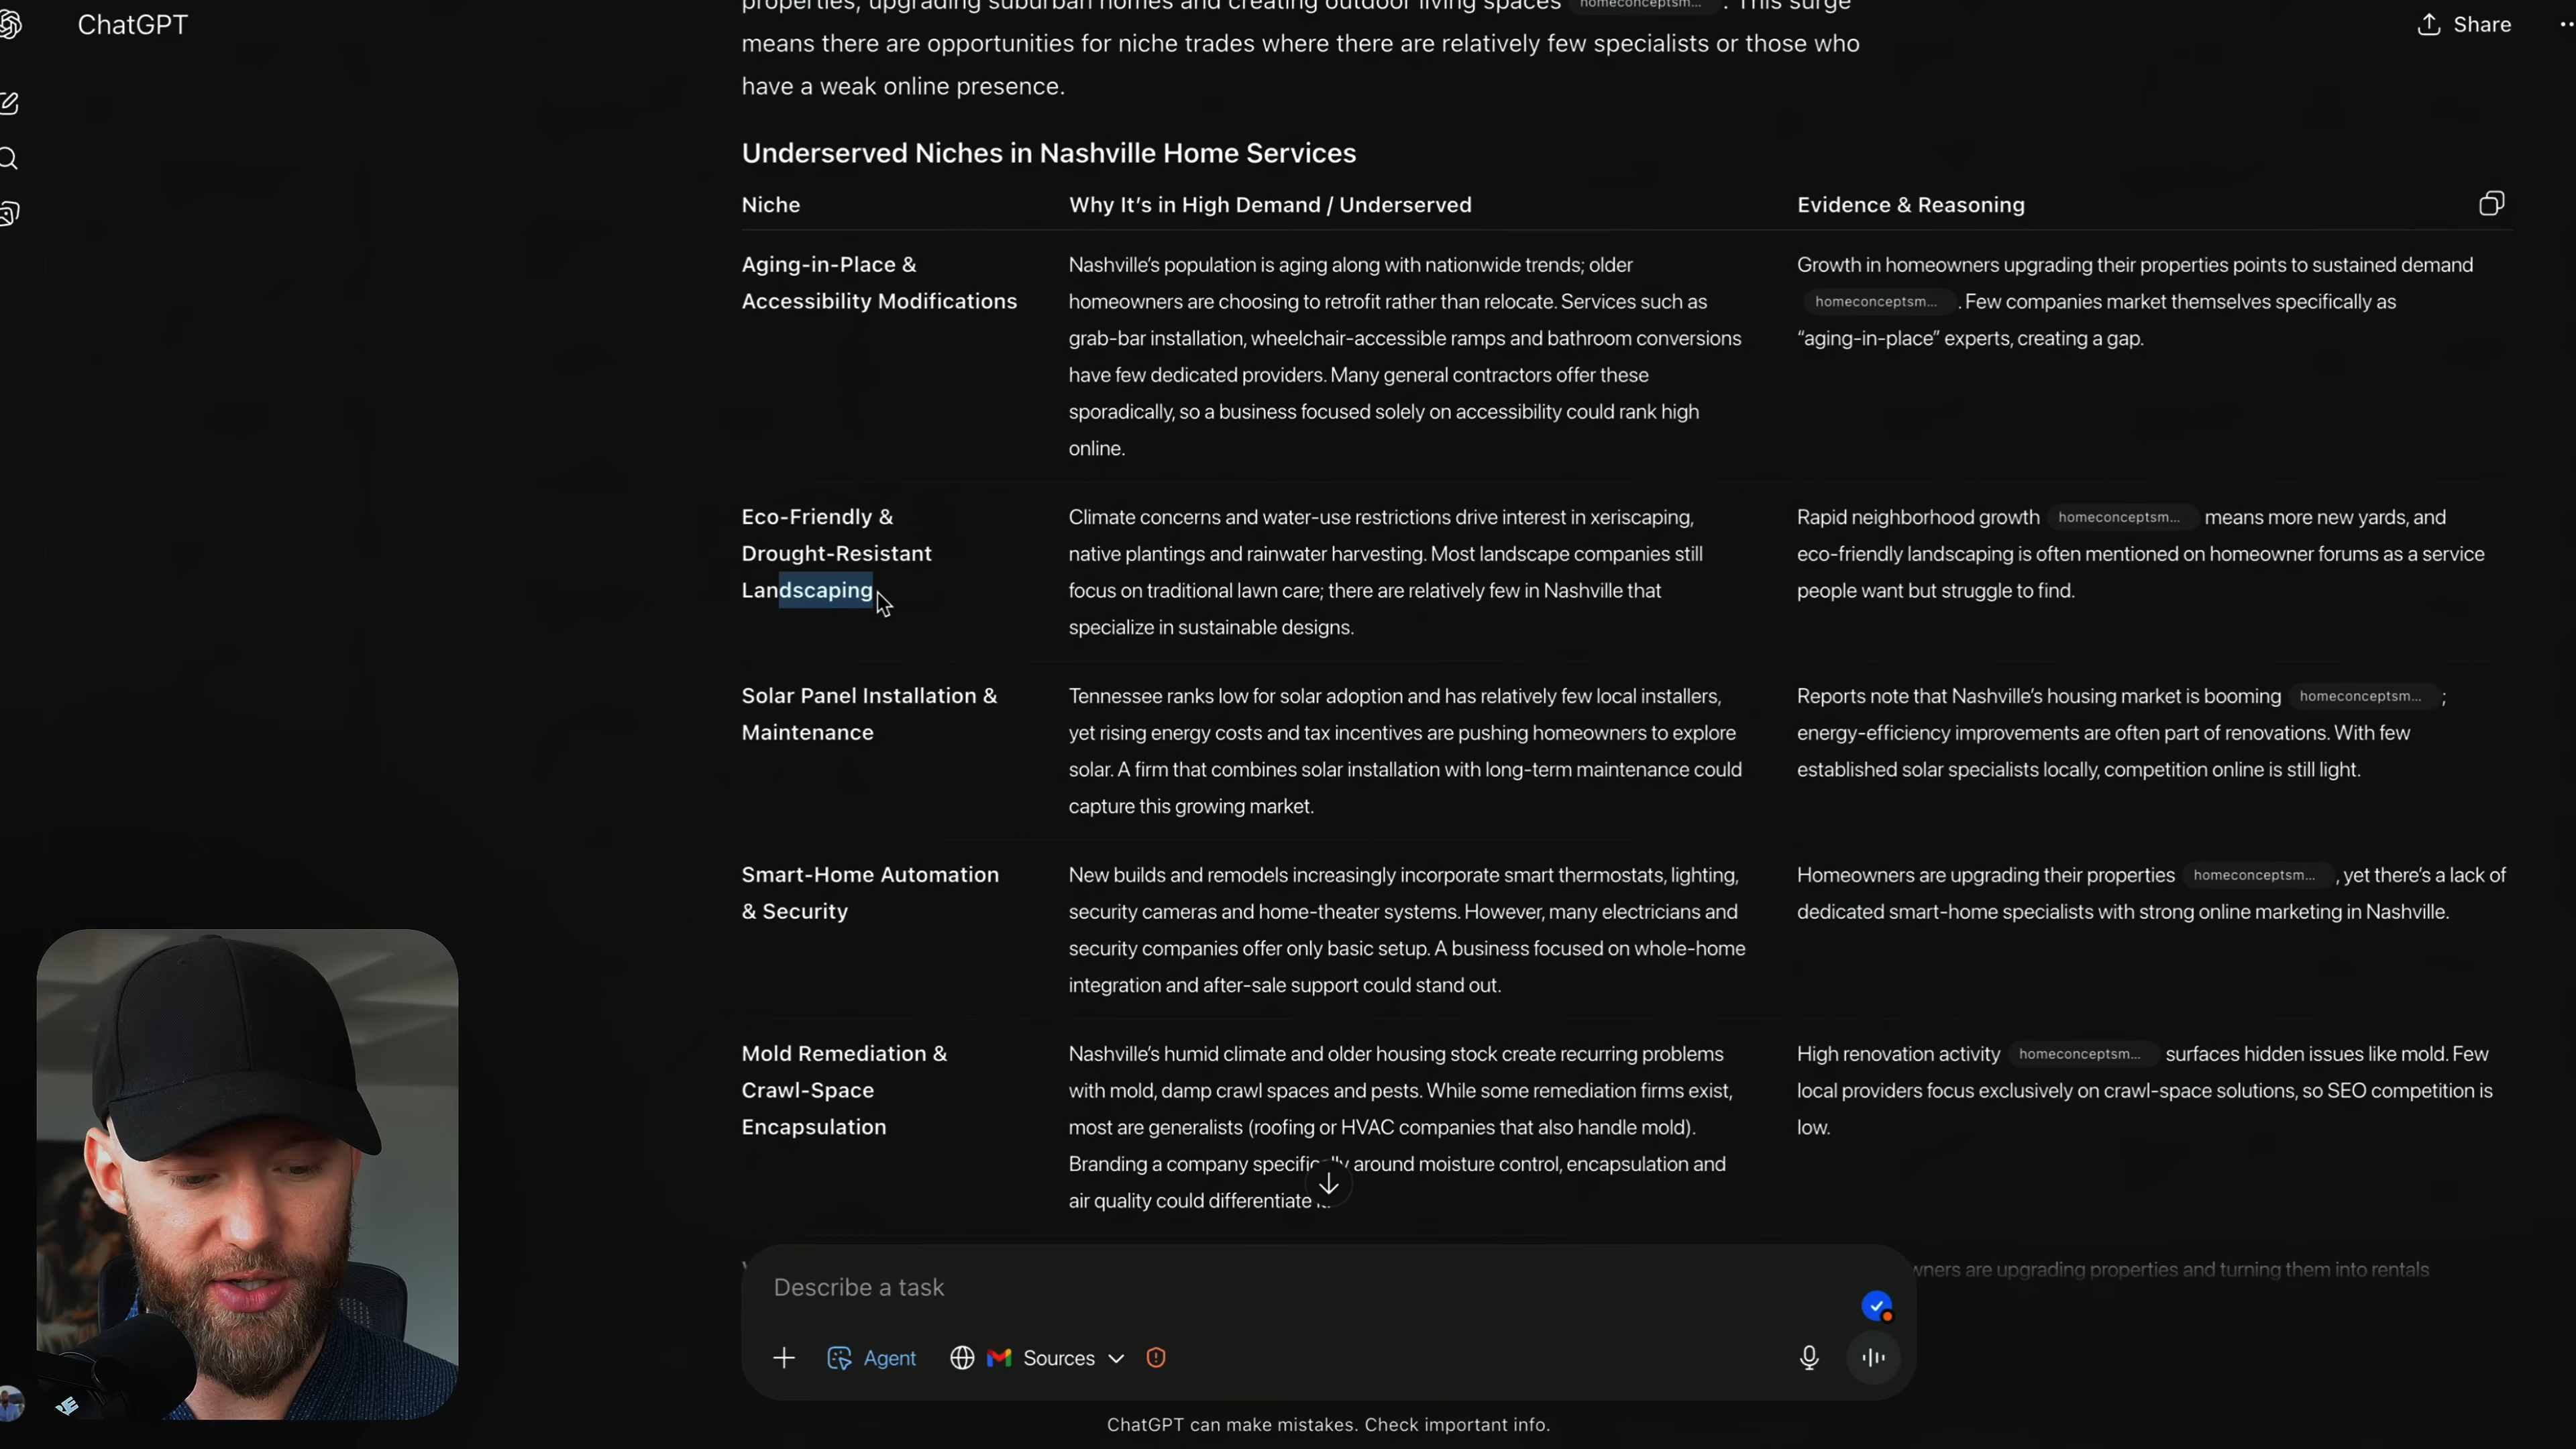 ChatGPT
Share
properties, upgrading suburban homes and creating outdoor living spaces homeconceptsm... . This surge
means there are opportunities for niche trades where there are relatively few specialists or those who
have a weak online presence.
Underserved Niches in Nashville Home Services
Niche
Why It's in High Demand / Underserved
Evidence & Reasoning
Aging-in-Place &
Accessibility Modifications
Nashville's population is aging along with nationwide trends; older
homeowners are choosing to retrofit rather than relocate. Services such as
grab-bar installation, wheelchair-accessible ramps and bathroom conversions
have few dedicated providers. Many general contractors offer these
sporadically, so a business focused solely on accessibility could rank high
online.
Growth in homeowners upgrading their properties points to sustained demand
homeconceptsm... . Few companies market themselves specifically as
“aging-in-place” experts, creating a gap.
Eco-Friendly &
Drought-Resistant
Landscaping
Climate concerns and water-use restrictions drive interest in xeriscaping,
native plantings and rainwater harvesting. Most landscape companies still
focus on traditional lawn care; there are relatively few in Nashville that
specialize in sustainable designs.
Rapid neighborhood growth homeconceptsm... means more new yards, and
eco-friendly landscaping is often mentioned on homeowner forums as a service
people want but struggle to find.
Solar Panel Installation &
Maintenance
Tennessee ranks low for solar adoption and has relatively few local installers,
yet rising energy costs and tax incentives are pushing homeowners to explore
solar. A firm that combines solar installation with long-term maintenance could
capture this growing market.
Reports note that Nashville's housing market is booming homeconceptsm... ;
energy-efficiency improvements are often part of renovations. With few
established solar specialists locally, competition online is still light.
Smart-Home Automation
& Security
New builds and remodels increasingly incorporate smart thermostats, lighting,
security cameras and home-theater systems. However, many electricians and
security companies offer only basic setup. A business focused on whole-home
integration and after-sale support could stand out.
Homeowners are upgrading their properties homeconceptsm... , yet there's a lack of
dedicated smart-home specialists with strong online marketing in Nashville.
Mold Remediation &
Crawl-Space
Encapsulation
Nashville's humid climate and older housing stock create recurring problems
with mold, damp crawl spaces and pests. While some remediation firms exist,
most are generalists (roofing or HVAC companies that also handle mold).
Branding a company specifically around moisture control, encapsulation and
air quality could differentiate
High renovation activity homeconceptsm... surfaces hidden issues like mold. Few
local providers focus exclusively on crawl-space solutions, so SEO competition is
low.
wners are upgrading properties and turning them into rentals
Describe a task
Agent
Sources
ChatGPT can make mistakes. Check important info.